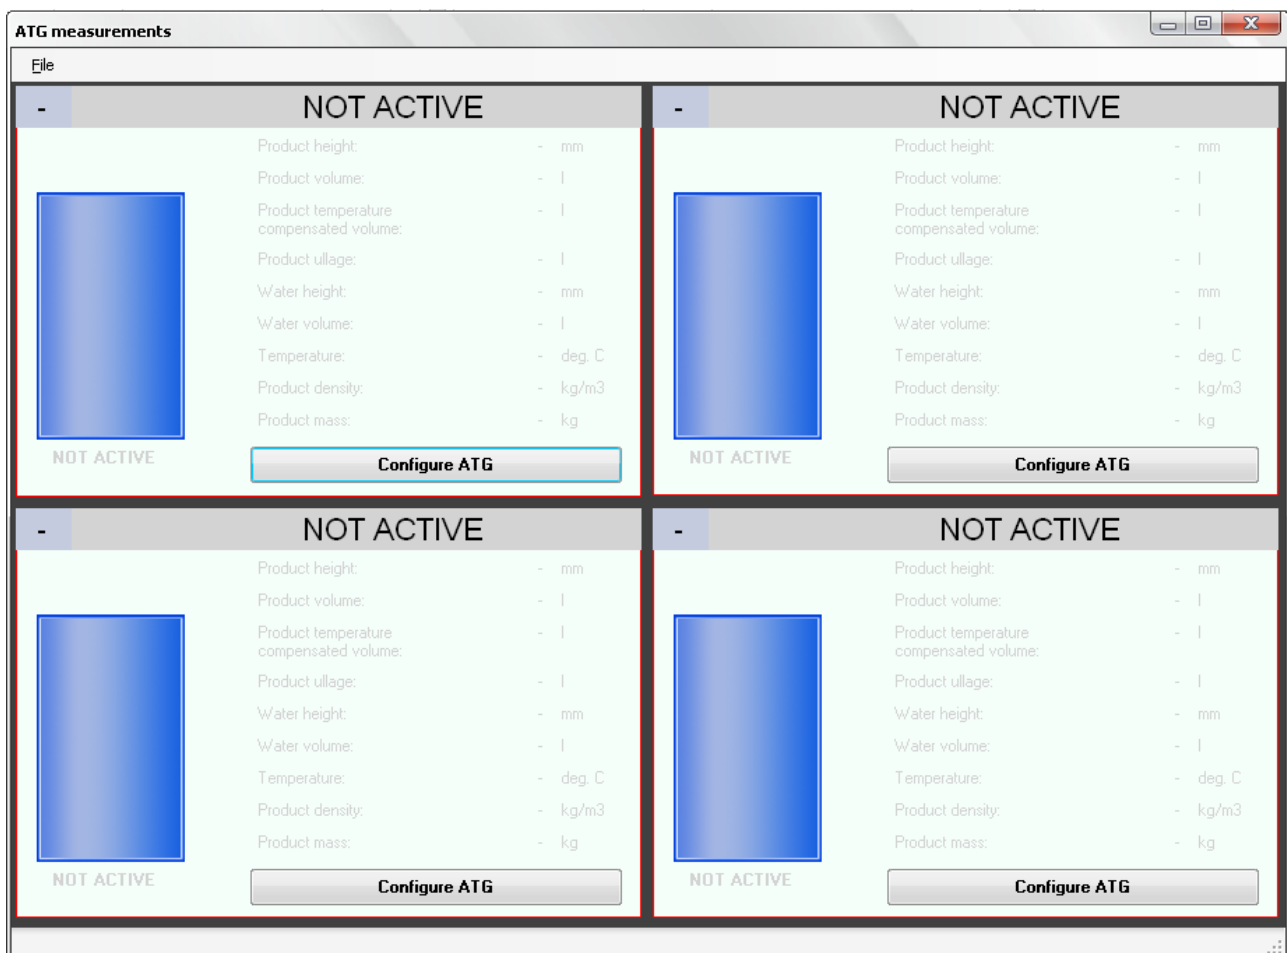 ATG measurements
File
- NOT ACTIVE
Product height: - mm
Product volume: - l
Product temperature - l
compensated volume:
Product ullage: - l
Water height: - mm
Water volume: - l
Temperature: - deg. C
Product density: - kg/m3
Product mass: - kg
NOT ACTIVE
Configure ATG
- NOT ACTIVE
Product height: - mm
Product volume: - l
Product temperature - l
compensated volume:
Product ullage: - l
Water height: - mm
Water volume: - l
Temperature: - deg. C
Product density: - kg/m3
Product mass: - kg
NOT ACTIVE
Configure ATG
- NOT ACTIVE
Product height: - mm
Product volume: - l
Product temperature - l
compensated volume:
Product ullage: - l
Water height: - mm
Water volume: - l
Temperature: - deg. C
Product density: - kg/m3
Product mass: - kg
NOT ACTIVE
Configure ATG
- NOT ACTIVE
Product height: - mm
Product volume: - l
Product temperature - l
compensated volume:
Product ullage: - l
Water height: - mm
Water volume: - l
Temperature: - deg. C
Product density: - kg/m3
Product mass: - kg
NOT ACTIVE
Configure ATG